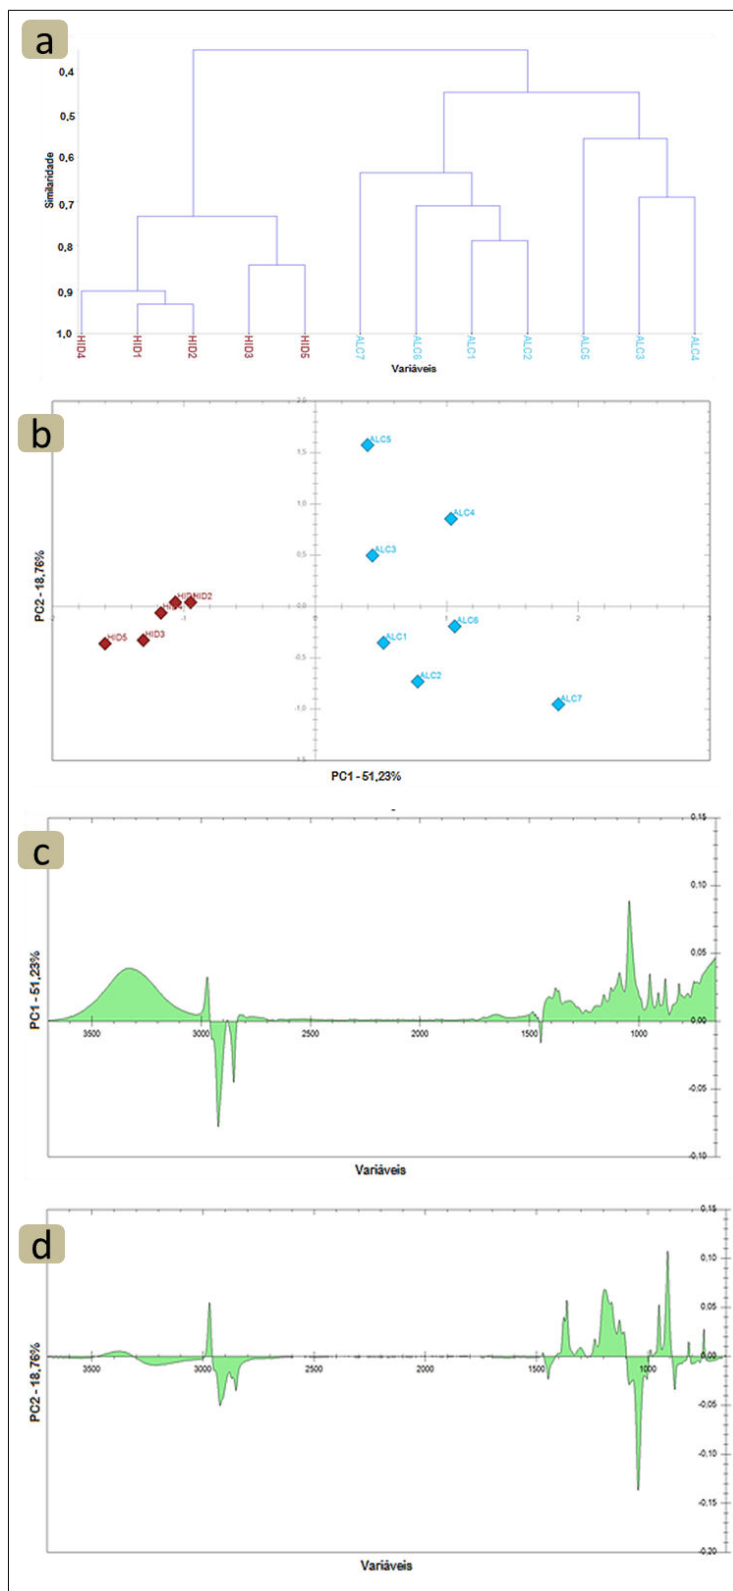 a
0,4
0,5
0,6
0,7
0,8
0,9
1,0
Similaridade
HID4 HID1 HID2 HID3 HID5 ALC7 ALC6 ALC1 ALC2 ALC5 ALC3 ALC4
Variáveis
b
2,0
ALC5
1,5
ALC4
1,0
ALC3
0,5
HID2
-1 0 0,0 1 2 3
HID5 HID3
ALC6
ALC1
-0,5
ALC2
ALC7
-1,0
-1,5
PC2 - 18,76%
PC1 - 51,23%
c
0,15
0,10
0,05
0,00
3500 3000 2500 2000 1500 1000
-0,05
-0,10
PC1 - 51,23%
Variáveis
d
0,15
0,10
0,05
0,00
3500 3000 2500 2000 1500 1000
-0,05
-0,10
-0,15
-0,20
PC2 - 18,76%
Variáveis